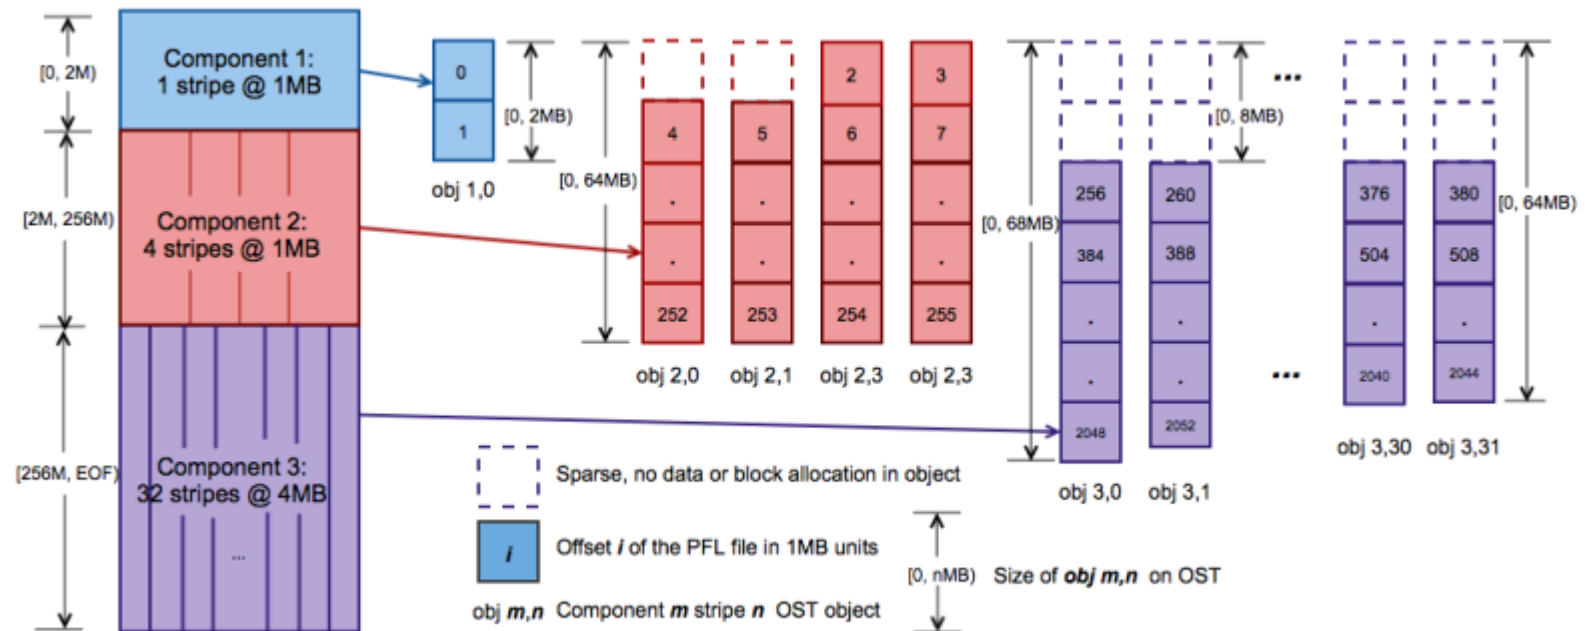 [0, 2M)
Component 1:
1 stripe @ 1MB
[2M, 256M)
Component 2:
4 stripes @ 1MB
[256M, EOF)
Component 3:
32 stripes @ 4MB
...
0
1
[0, 2MB)
obj 1,0
[0, 64MB)
2
3
4
5
6
7
.
.
.
.
.
.
.
.
252
253
254
255
obj 2,0
obj 2,1
obj 2,3
obj 2,3
[0, 68MB)
[0, 8MB)
...
256
260
376
380
[0, 64MB)
384
388
504
508
.
.
.
.
.
.
...
2040
2044
2048
2052
obj 3,0
obj 3,1
obj 3,30
obj 3,31
Sparse, no data or block allocation in object
i
Offset i of the PFL file in 1MB units
obj m,n Component m stripe n OST object
[0, nMB)
Size of obj m,n on OST